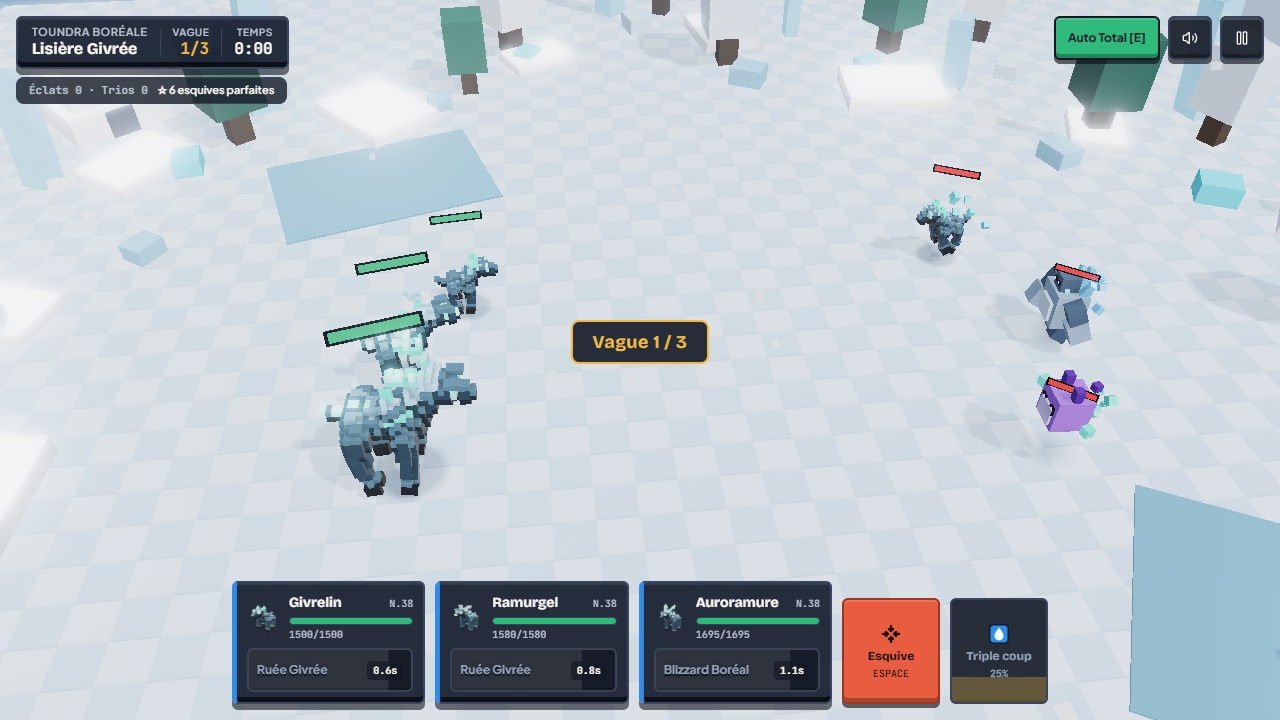 TOUNDRA BORÉALE
Lisière Givrée
VAGUE
1/3
TEMPS
0:00
Éclats 0 · Trios 0 ★ 6 esquives parfaites
Auto Total [E]
Vague 1 / 3
Givrelin N.38
1500/1500
Ruée Givrée 0.6s
Ramurgel N.38
1580/1580
Ruée Givrée 0.8s
Auroramure N.38
1695/1695
Blizzard Boréal 1.1s
Esquive
ESPACE
Triple coup
25%